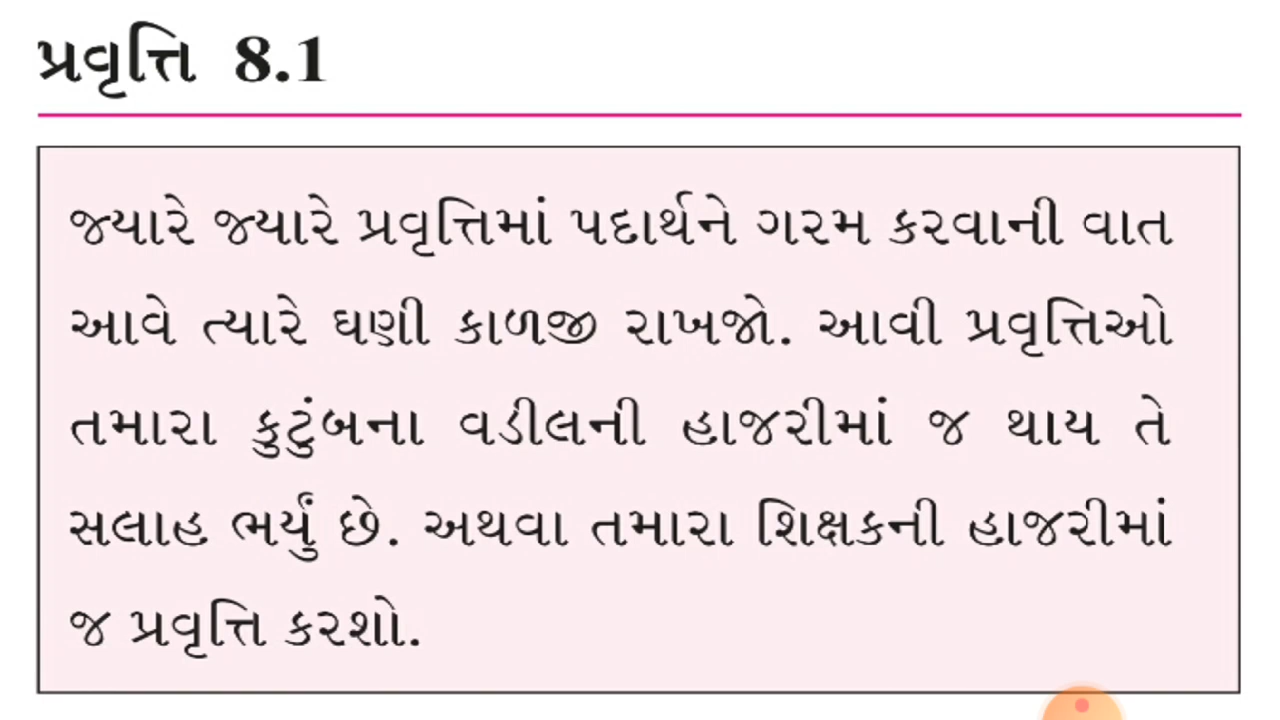 પ્રવૃત્તિ 8.1
જ્યારે જ્યારે પ્રવૃત્તિમાં પદાર્થને ગરમ કરવાની વાત
આવે ત્યારે ઘણી કાળજી રાખજો. આવી પ્રવૃત્તિઓ
તમારા કુટુંબના વડીલની હાજરીમાં જ થાય તે
સલાહ ભર્યું છે. અથવા તમારા શિક્ષકની હાજરીમાં
જ પ્રવૃત્તિ કરશો.